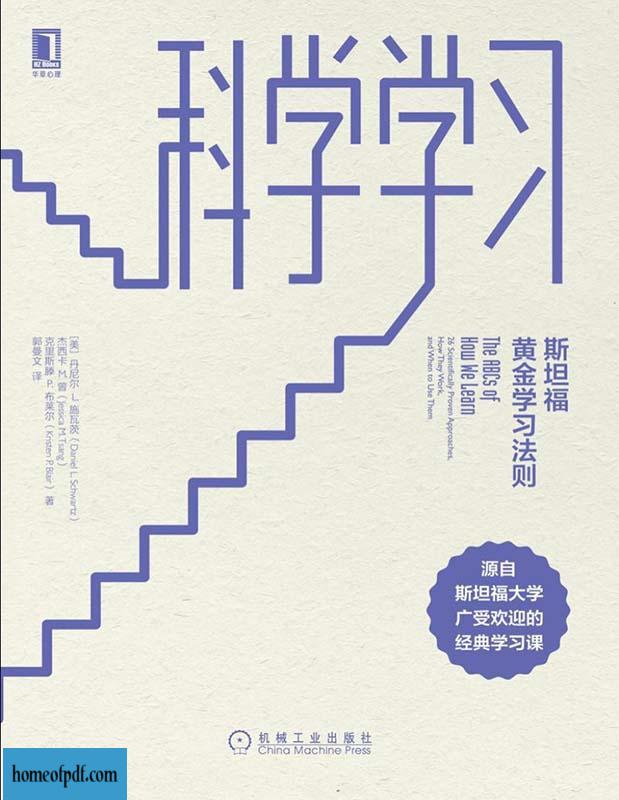 HZ BOOKS
华章心理
科学学习
斯坦福
黄金学习法则
The ABCs of
How We Learn
26 Scientifically Proven Approaches,
How They Work,
and When to Use Them
[美] 丹尼尔 L. 施瓦茨 (Daniel L. Schwartz)
杰西卡 M. 曾 (Jessica M. Tsang)
克里斯滕 P. 布莱尔 (Kristen P. Blair) 著
郭曼文 译
源自
斯坦福大学
广受欢迎的
经典学习课
机械工业出版社
China Machine Press
homeofpdf.com